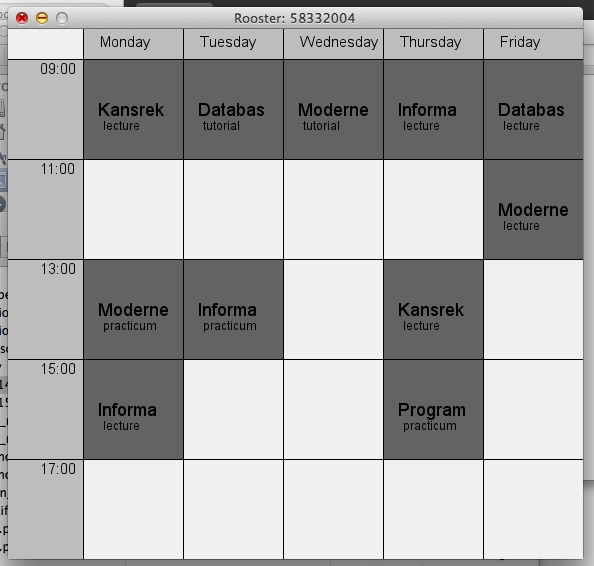 Rooster: 58332004
Monday Tuesday Wednesday Thursday Friday
09:00
Kansrek Databas Moderne Informa Databas
lecture tutorial tutorial lecture lecture
11:00
Moderne
lecture
13:00
Moderne Informa Kansrek
practicum practicum lecture
15:00
Informa Program
lecture practicum
17:00